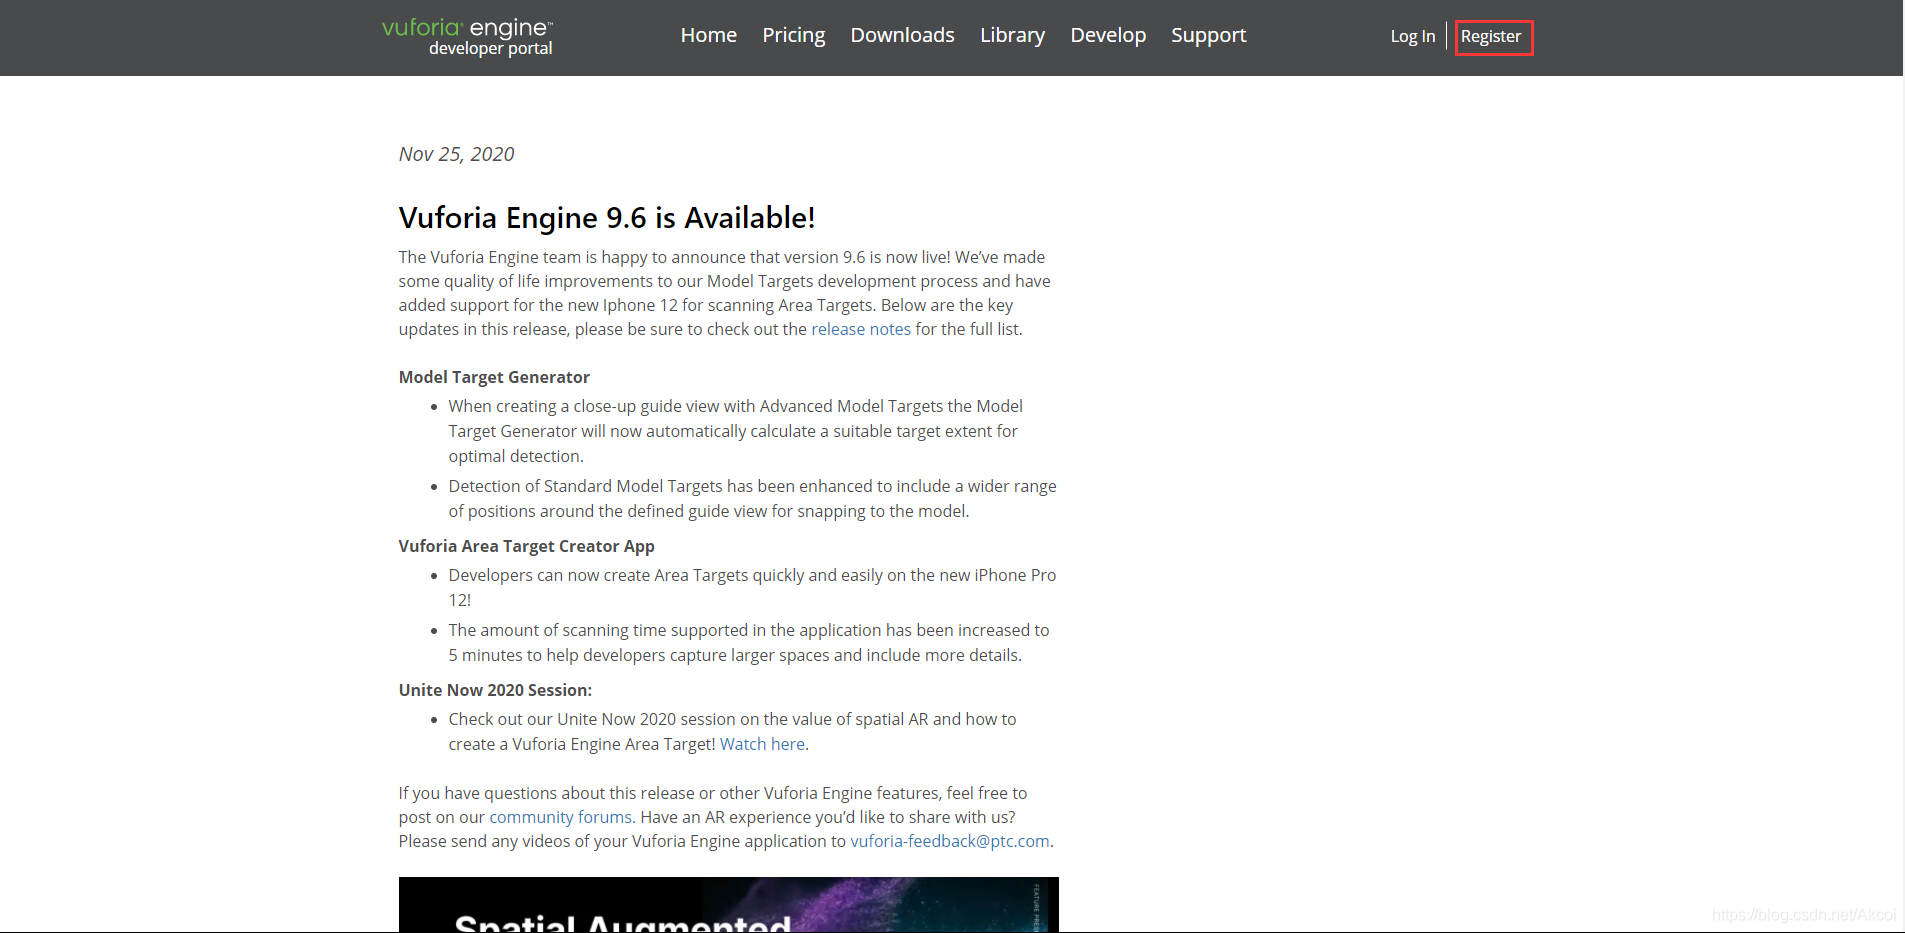 vuforia® engine™
developer portal
Home Pricing Downloads Library Develop Support
Log In Register
Nov 25, 2020
Vuforia Engine 9.6 is Available!
The Vuforia Engine team is happy to announce that version 9.6 is now live! We’ve made
some quality of life improvements to our Model Targets development process and have
added support for the new Iphone 12 for scanning Area Targets. Below are the key
updates in this release, please be sure to check out the release notes for the full list.
Model Target Generator
• When creating a close-up guide view with Advanced Model Targets the Model
Target Generator will now automatically calculate a suitable target extent for
optimal detection.
• Detection of Standard Model Targets has been enhanced to include a wider range
of positions around the defined guide view for snapping to the model.
Vuforia Area Target Creator App
• Developers can now create Area Targets quickly and easily on the new iPhone Pro
12!
• The amount of scanning time supported in the application has been increased to
5 minutes to help developers capture larger spaces and include more details.
Unite Now 2020 Session:
• Check out our Unite Now 2020 session on the value of spatial AR and how to
create a Vuforia Engine Area Target! Watch here.
If you have questions about this release or other Vuforia Engine features, feel free to
post on our community forums. Have an AR experience you’d like to share with us?
Please send any videos of your Vuforia Engine application to vuforia-feedback@ptc.com.
FEATURE
Spatial Augmented
https://blog.csdn.net/Akcoi